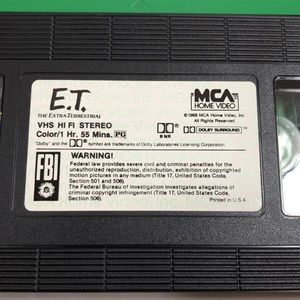 E.T.
THE EXTRA-TERRESTRIAL
VHS HI FI STEREO
Color/1 Hr. 55 Mins. PG
MCA
HOME VIDEO
©1988 MCA Home Video, Inc.
All Rights Reserved.
B NR
DOLBY SURROUND
"Dolby" and the symbol are trademarks of Dolby Laboratories Licensing Corporation.
FBI
WARNING!
Federal law provides severe civil and criminal penalties for the
unauthorized reproduction, distribution, exhibition of copyrighted
motion pictures in any medium (Title 17, United States Code,
Section 501 and 506).
The Federal Bureau of Investigation investigates allegations of
criminal copyright infringement (Title 17, United States Code,
Section 506).
Printed in U.S.A.